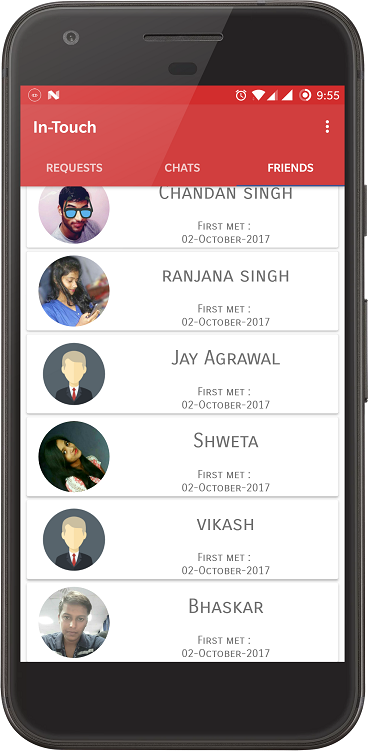 9:55
In-Touch
REQUESTS CHATS FRIENDS
Chandan singh
First met :
02-October-2017
ranjana singh
First met :
02-October-2017
Jay Agrawal
First met :
02-October-2017
Shweta
First met :
02-October-2017
vikash
First met :
02-October-2017
Bhaskar
First met :
02-October-2017